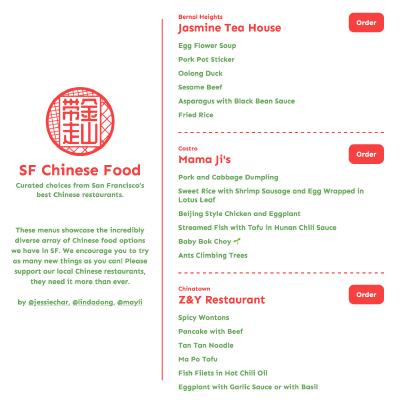 帶金
走山
SF Chinese Food
Curated choices from San Francisco's
best Chinese restaurants.
These menus showcase the incredibly
diverse array of Chinese food options
we have in SF. We encourage you to try
as many new things as you can! Please
support our local Chinese restaurants,
they need it more than ever.
by @jessiechar, @lindadong, @mayli
Bernal Heights
Jasmine Tea House
Order
Egg Flower Soup
Pork Pot Sticker
Oolong Duck
Sesame Beef
Asparagus with Black Bean Sauce
Fried Rice
Castro
Mama Ji's
Order
Pork and Cabbage Dumpling
Sweet Rice with Shrimp Sausage and Egg Wrapped in
Lotus Leaf
Beijing Style Chicken and Eggplant
Streamed Fish with Tofu in Hunan Chili Sauce
Baby Bok Choy 🌱
Ants Climbing Trees
Chinatown
Z&Y Restaurant
Order
Spicy Wontons
Pancake with Beef
Tan Tan Noodle
Ma Po Tofu
Fish Filets in Hot Chili Oil
Eggplant with Garlic Sauce or with Basil